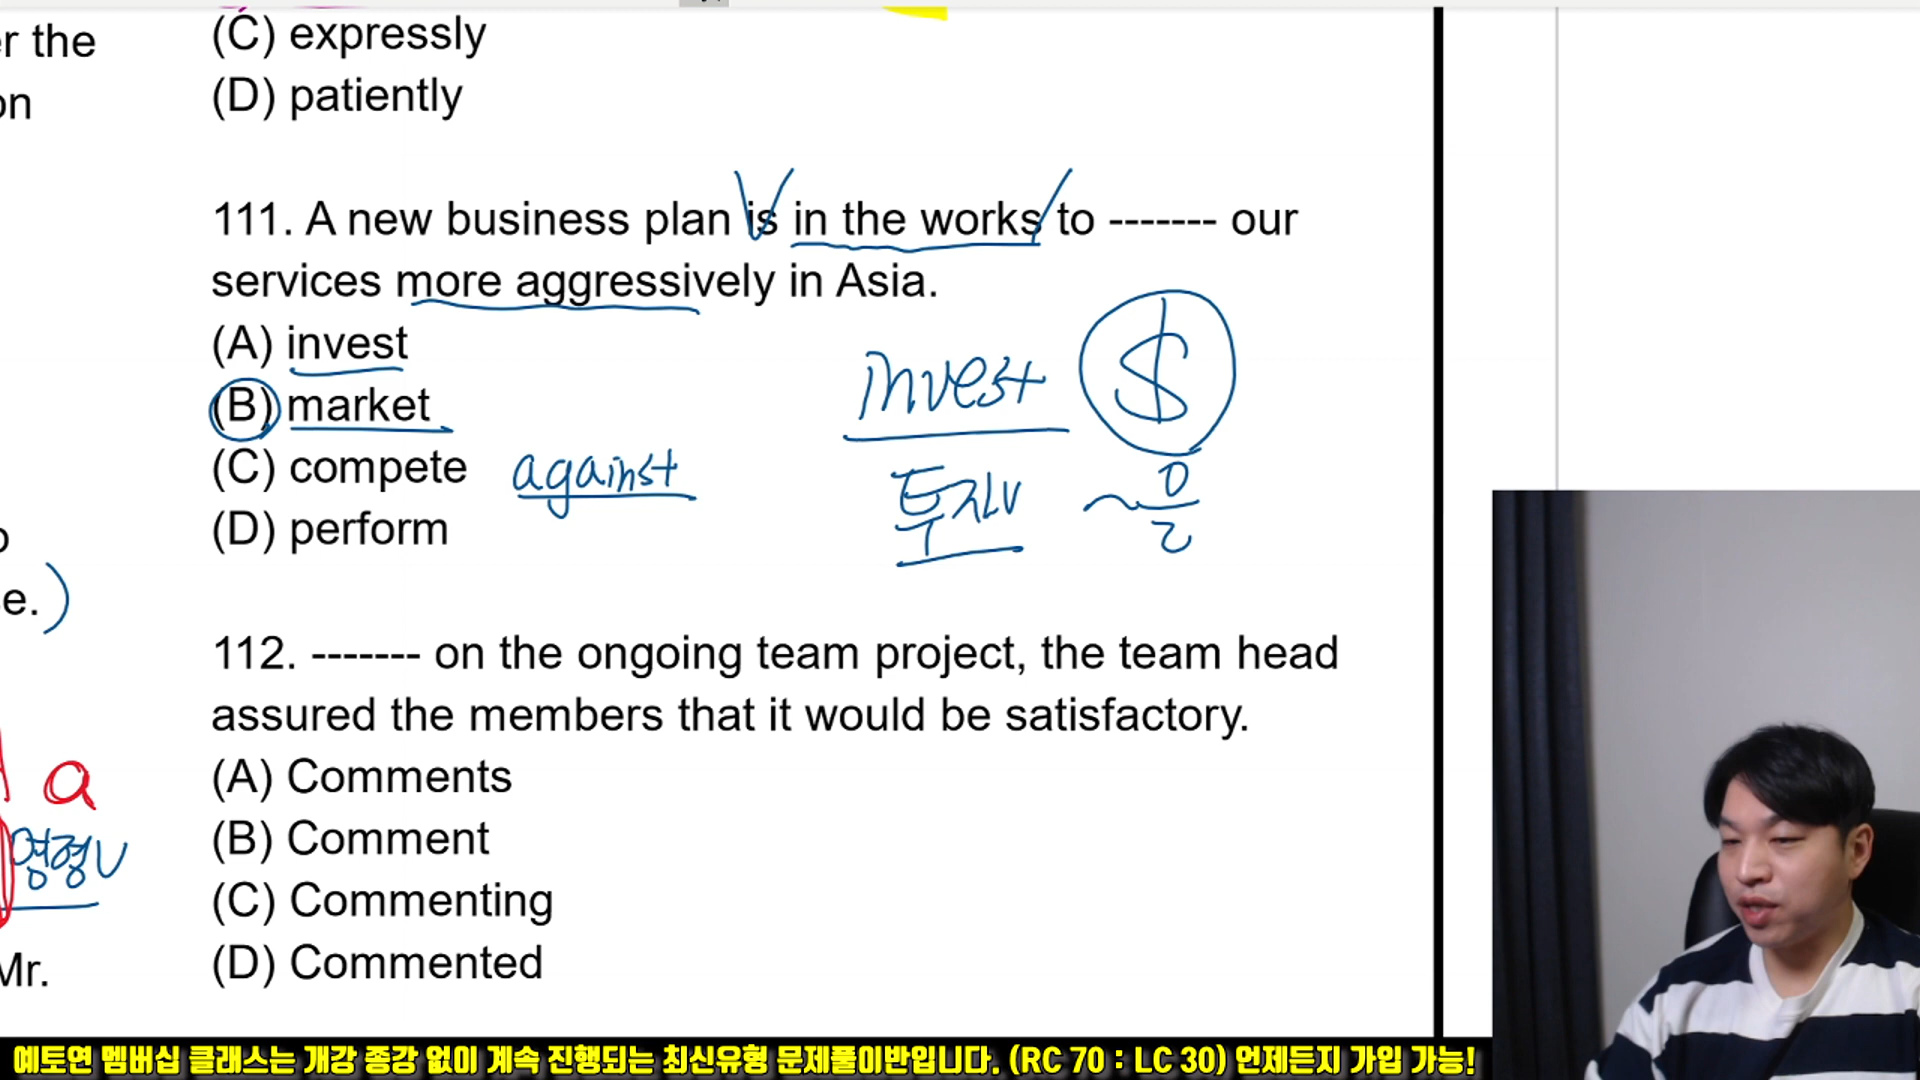 er the
on
(C) expressly
(D) patiently
111. A new business plan is in the works to ------- our
services more aggressively in Asia.
(A) invest
(B) market
(C) compete against
(D) perform
invest $
투자
112. ------- on the ongoing team project, the team head
assured the members that it would be satisfactory.
(A) Comments
(B) Comment
(C) Commenting
(D) Commented
e.)
a
Mr.
예토연 멤버십 클래스는 개강 종강 없이 계속 진행되는 최신유형 문제풀이반입니다. (RC 70 : LC 30) 언제든지 가입 가능!